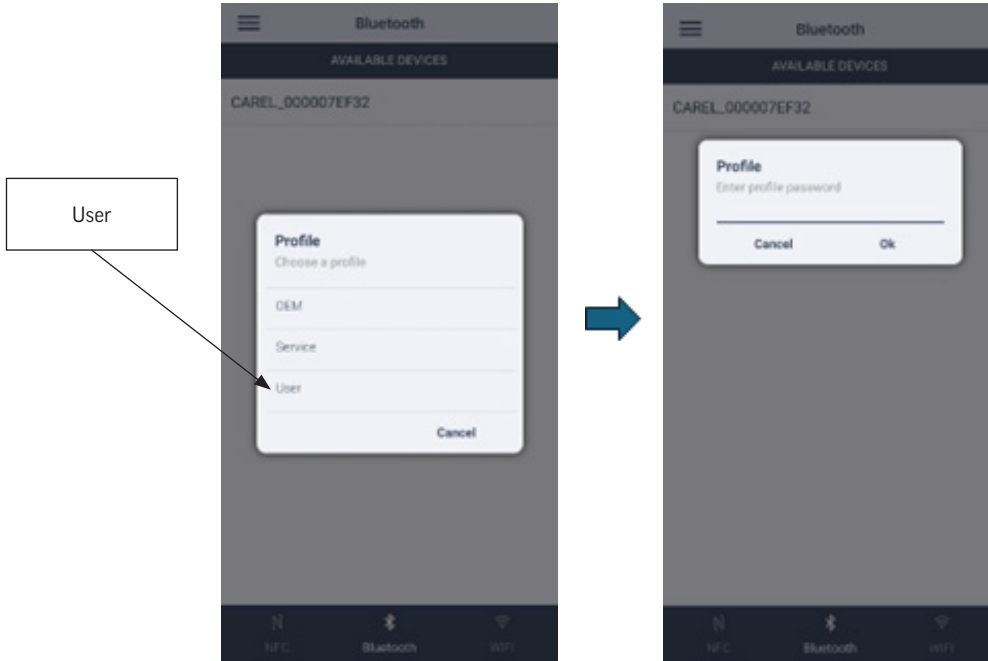 User
Bluetooth
AVAILABLE DEVICES
CAREL_000007EF32
Profile
Choose a profile
OEM
Service
User
Cancel
NFC
Bluetooth
WIFI
Bluetooth
AVAILABLE DEVICES
CAREL_000007EF32
Profile
Enter profile password
Cancel Ok
NFC
Bluetooth
WIFI